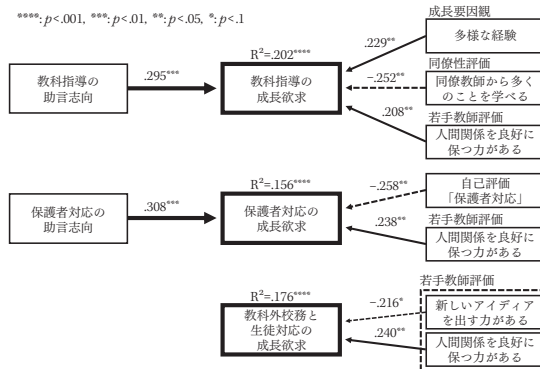 ****: p<.001, ***: p<.01, **: p<.05, *: p<.1
成長要因観
多様な経験
.229**
R²=.202****
教科指導の
助言志向
.295***
教科指導の
成長欲求
同僚性評価
同僚教師から多く
のことを学べる
−.252**
若手教師評価
人間関係を良好に
保つ力がある
.208**
R²=.156****
保護者対応の
助言志向
.308***
保護者対応の
成長欲求
自己評価
「保護者対応」
−.258**
若手教師評価
人間関係を良好に
保つ力がある
.238**
R²=.176****
教科外校務と
生徒対応の
成長欲求
若手教師評価
新しいアイディア
を出す力がある
−.216*
人間関係を良好に
保つ力がある
.240**